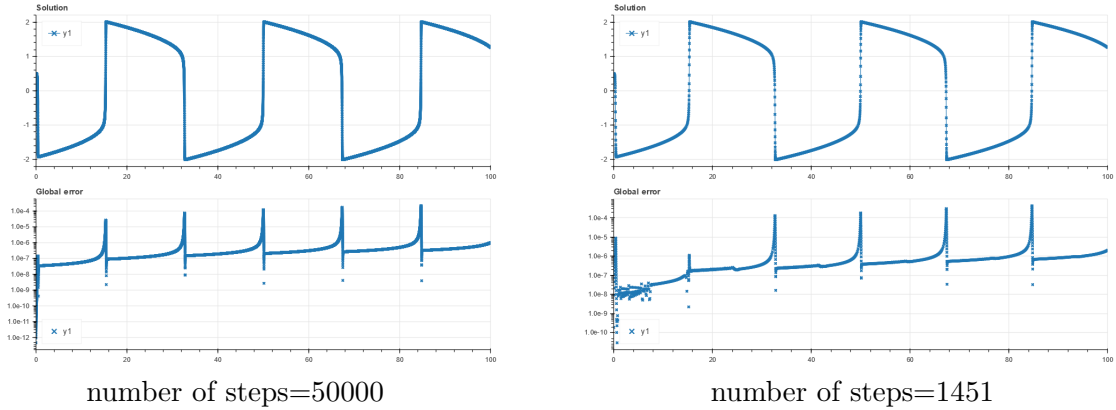 Solution
y1
2
1
0
-1
-2
0 20 40 60 80 100
Global error
1.0e-4
1.0e-5
1.0e-6
1.0e-7
1.0e-8
1.0e-9
1.0e-10
1.0e-11
1.0e-12
y1
0 20 40 60 80 100
number of steps=50000
Solution
y1
2
1
0
-1
-2
0 20 40 60 80 100
Global error
1.0e-4
1.0e-5
1.0e-6
1.0e-7
1.0e-8
1.0e-9
1.0e-10
y1
0 20 40 60 80 100
number of steps=1451